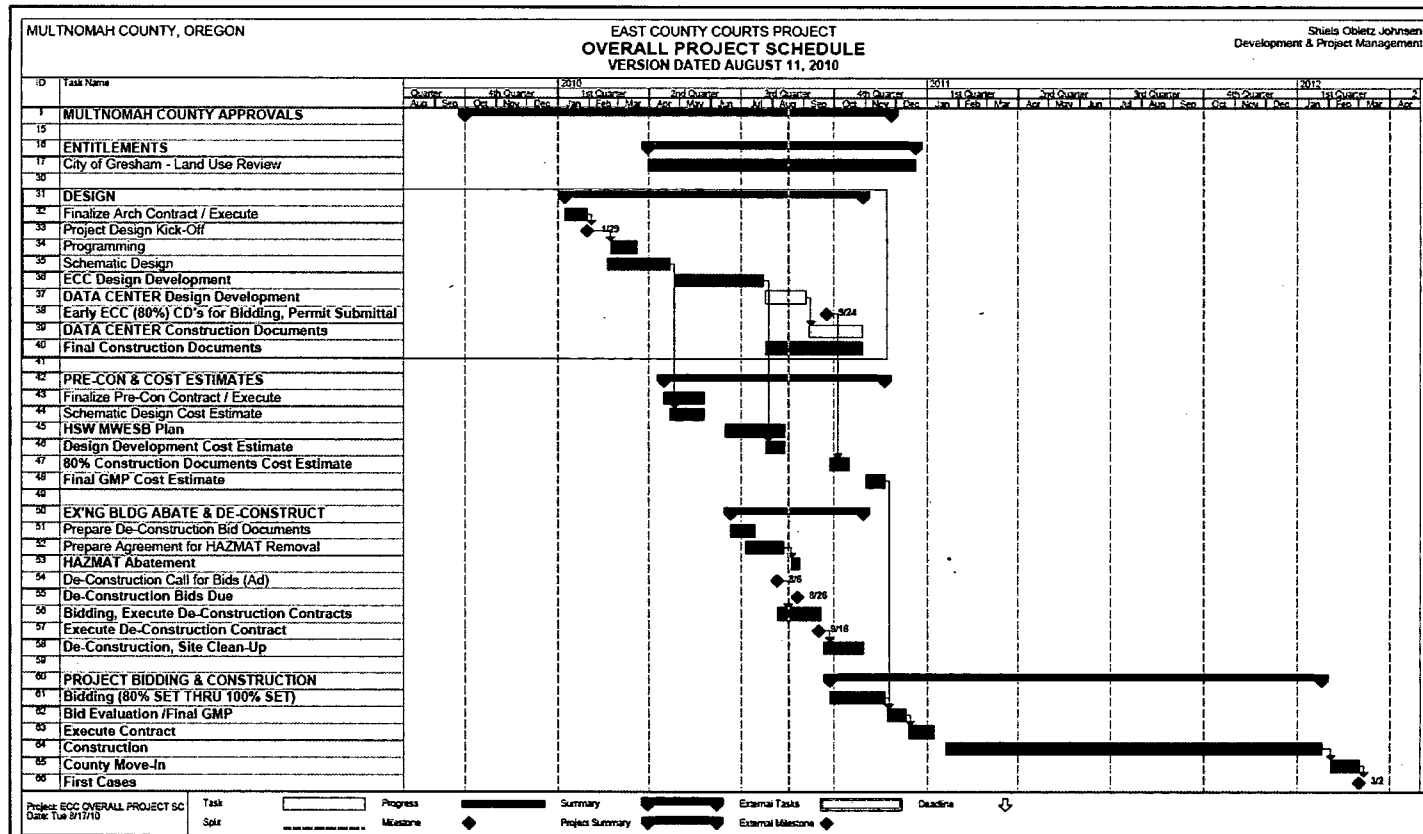 MULTNOMAH COUNTY, OREGON
EAST COUNTY COURTS PROJECT
OVERALL PROJECT SCHEDULE
VERSION DATED AUGUST 11, 2010
Shiels Obletz Johnsen
Development & Project Management
ID Task Name 2010 2011 2012
Quarter 4th Quarter 1st Quarter 2nd Quarter 3rd Quarter 4th Quarter 1st Quarter 2nd Quarter 3rd Quarter 4th Quarter 1st Quarter 2
Aug Sep Oct Nov Dec Jan Feb Mar Apr May Jun Jul Aug Sep Oct Nov Dec Jan Feb Mar Apr May Jun Jul Aug Sep Oct Nov Dec Jan Feb Mar Apr
1 MULTNOMAH COUNTY APPROVALS
15
16 ENTITLEMENTS
17 City of Gresham - Land Use Review
30
31 DESIGN
32 Finalize Arch Contract / Execute
33 Project Design Kick-Off 1/29
34 Programming
35 Schematic Design
36 ECC Design Development
37 DATA CENTER Design Development
38 Early ECC (80%) CD's for Bidding, Permit Submittal 9/24
39 DATA CENTER Construction Documents
40 Final Construction Documents
41
42 PRE-CON & COST ESTIMATES
43 Finalize Pre-Con Contract / Execute
44 Schematic Design Cost Estimate
45 HSW MWESB Plan
46 Design Development Cost Estimate
47 80% Construction Documents Cost Estimate
48 Final GMP Cost Estimate
49
50 EX'NG BLDG ABATE & DE-CONSTRUCT
51 Prepare De-Construction Bid Documents
52 Prepare Agreement for HAZMAT Removal
53 HAZMAT Abatement
54 De-Construction Call for Bids (Ad) 8/6
55 De-Construction Bids Due 8/26
56 Bidding, Execute De-Construction Contracts
57 Execute De-Construction Contract 9/16
58 De-Construction, Site Clean-Up
59
60 PROJECT BIDDING & CONSTRUCTION
61 Bidding (80% SET THRU 100% SET)
62 Bid Evaluation /Final GMP
63 Execute Contract
64 Construction
65 County Move-In
66 First Cases 3/2
Project: ECC OVERALL PROJECT SC
Date: Tue 8/17/10
Task Progress Summary External Tasks Deadline
Split Milestone Project Summary External Milestone